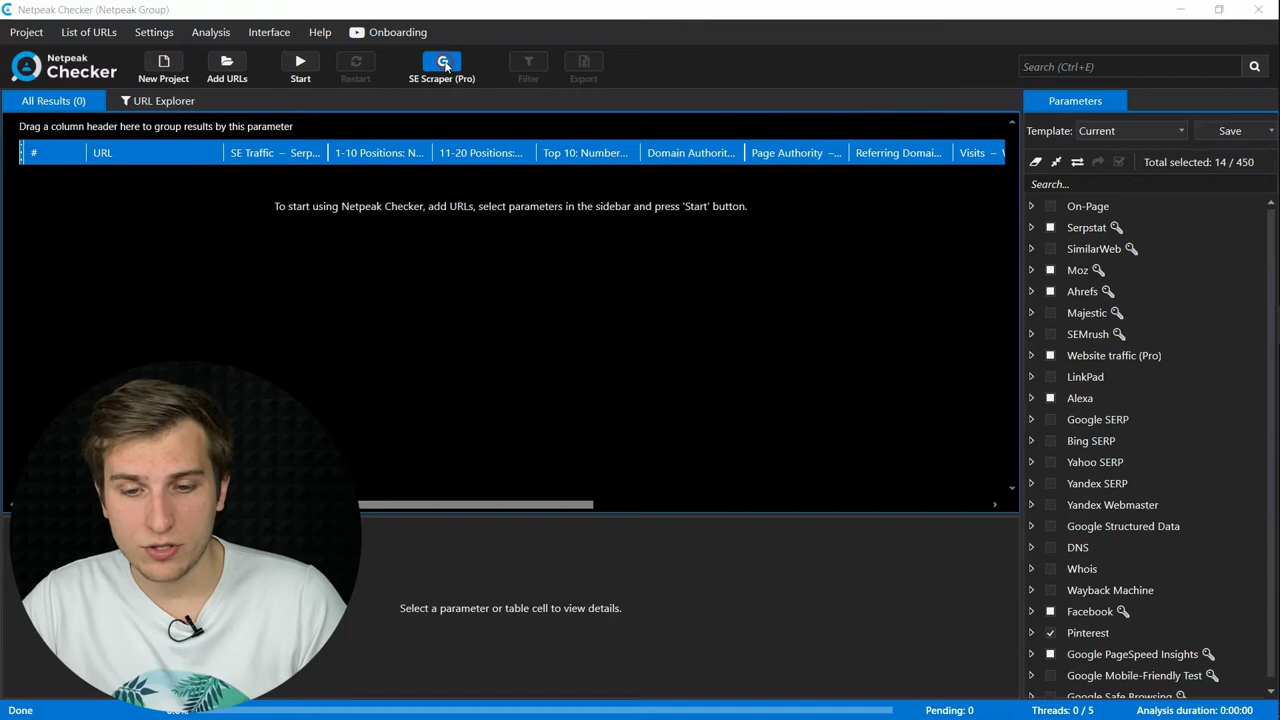 Netpeak Checker (Netpeak Group)
Project List of URLs Settings Analysis Interface Help Onboarding
Netpeak Checker
New Project Add URLs Start Restart SE Scraper (Pro) Filter Export Search (Ctrl+E)
All Results (0) URL Explorer Parameters
Drag a column header here to group results by this parameter
Template: Current Save
# URL SE Traffic – Serp... 1-10 Positions: N... 11-20 Positions:... Top 10: Number... Domain Authorit... Page Authority –... Referring Domai... Visits –
Total selected: 14 / 450
Search...
To start using Netpeak Checker, add URLs, select parameters in the sidebar and press 'Start' button.
On-Page
Serpstat
SimilarWeb
Moz
Ahrefs
Majestic
SEMrush
Website traffic (Pro)
LinkPad
Alexa
Google SERP
Bing SERP
Yahoo SERP
Yandex SERP
Yandex Webmaster
Google Structured Data
DNS
Whois
Wayback Machine
Facebook
Pinterest
Google PageSpeed Insights
Google Mobile-Friendly Test
Google Safe Browsing
Select a parameter or table cell to view details.
Done 0.0% Pending: 0 Threads: 0 / 5 Analysis duration: 0:00:00